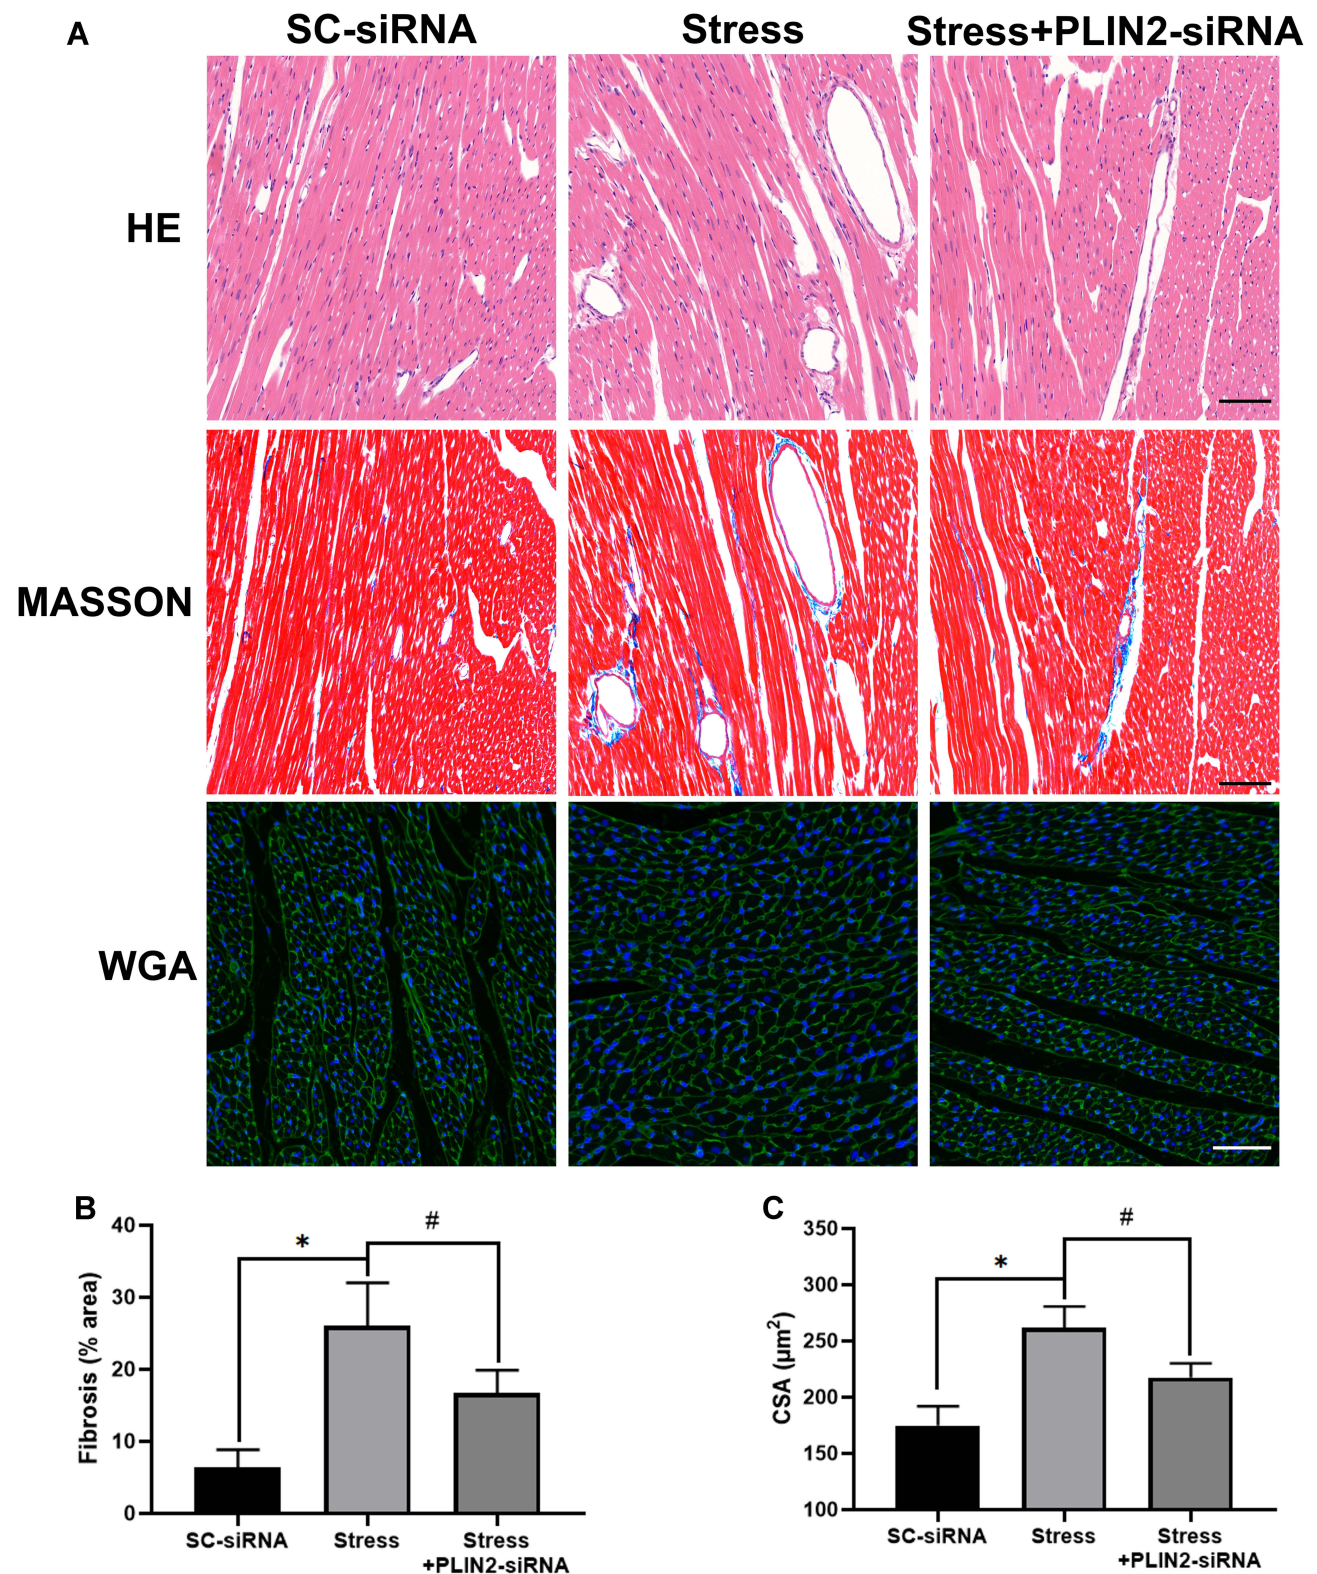 A
SC-siRNA
Stress
Stress+PLIN2-siRNA
HE
MASSON
WGA
B
40
30
20
10
0
Fibrosis (% area)
*
#
SC-siRNA
Stress
Stress
+PLIN2-siRNA
C
350
300
250
200
150
100
CSA (μm²)
*
#
SC-siRNA
Stress
Stress
+PLIN2-siRNA